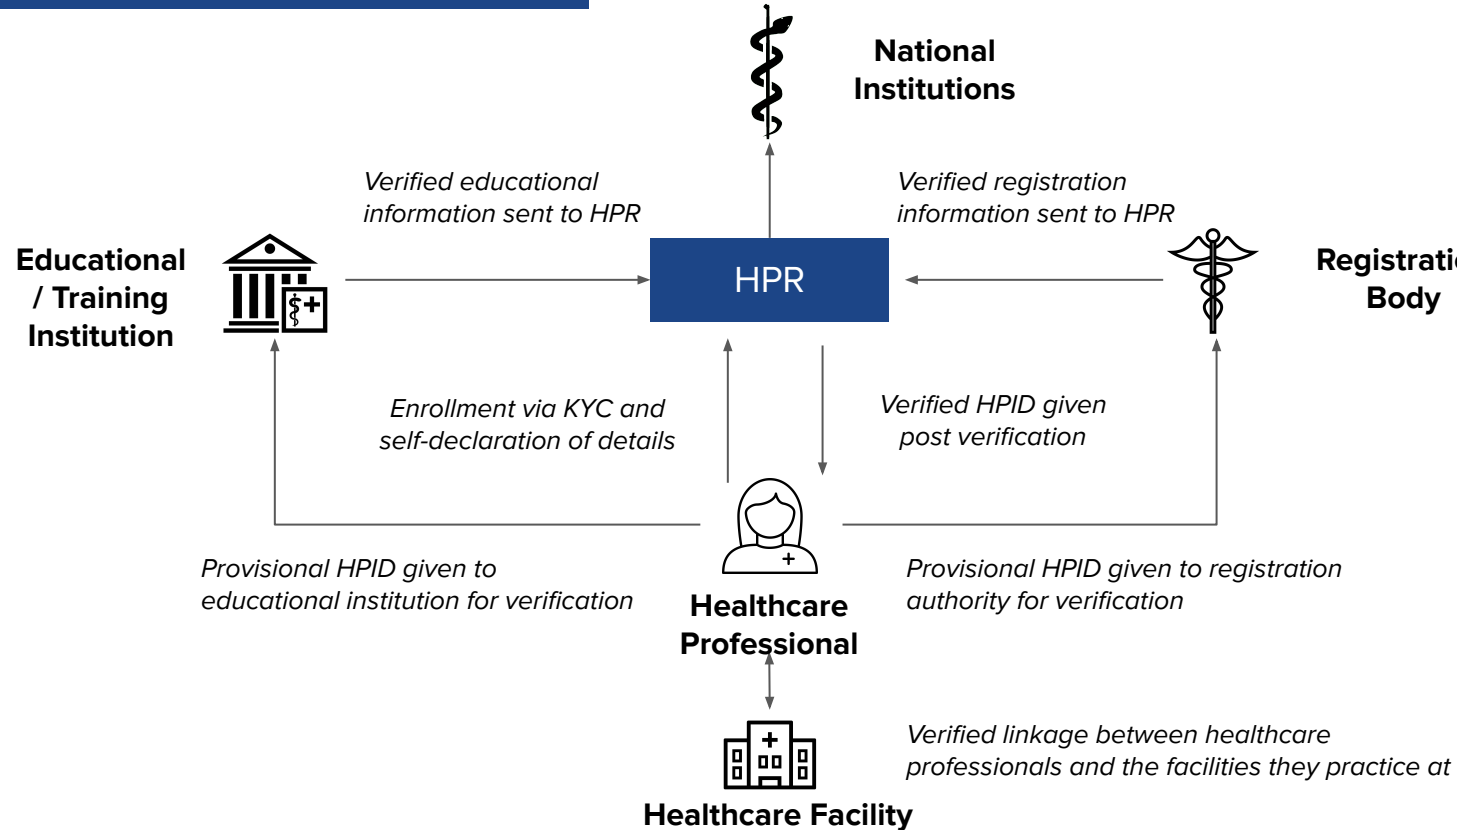 National
Institutions
Verified educational
information sent to HPR
Verified registration
information sent to HPR
Educational
/ Training
Institution
HPR
Body
Enrollment via KYC and
self-declaration of details
Verified HPID given
post verification
Provisional HPID given to
educational institution for verification
Provisional HPID given to registration
authority for verification
Healthcare
Professional
Verified linkage between healthcare
professionals and the facilities they practice at
Healthcare Facility